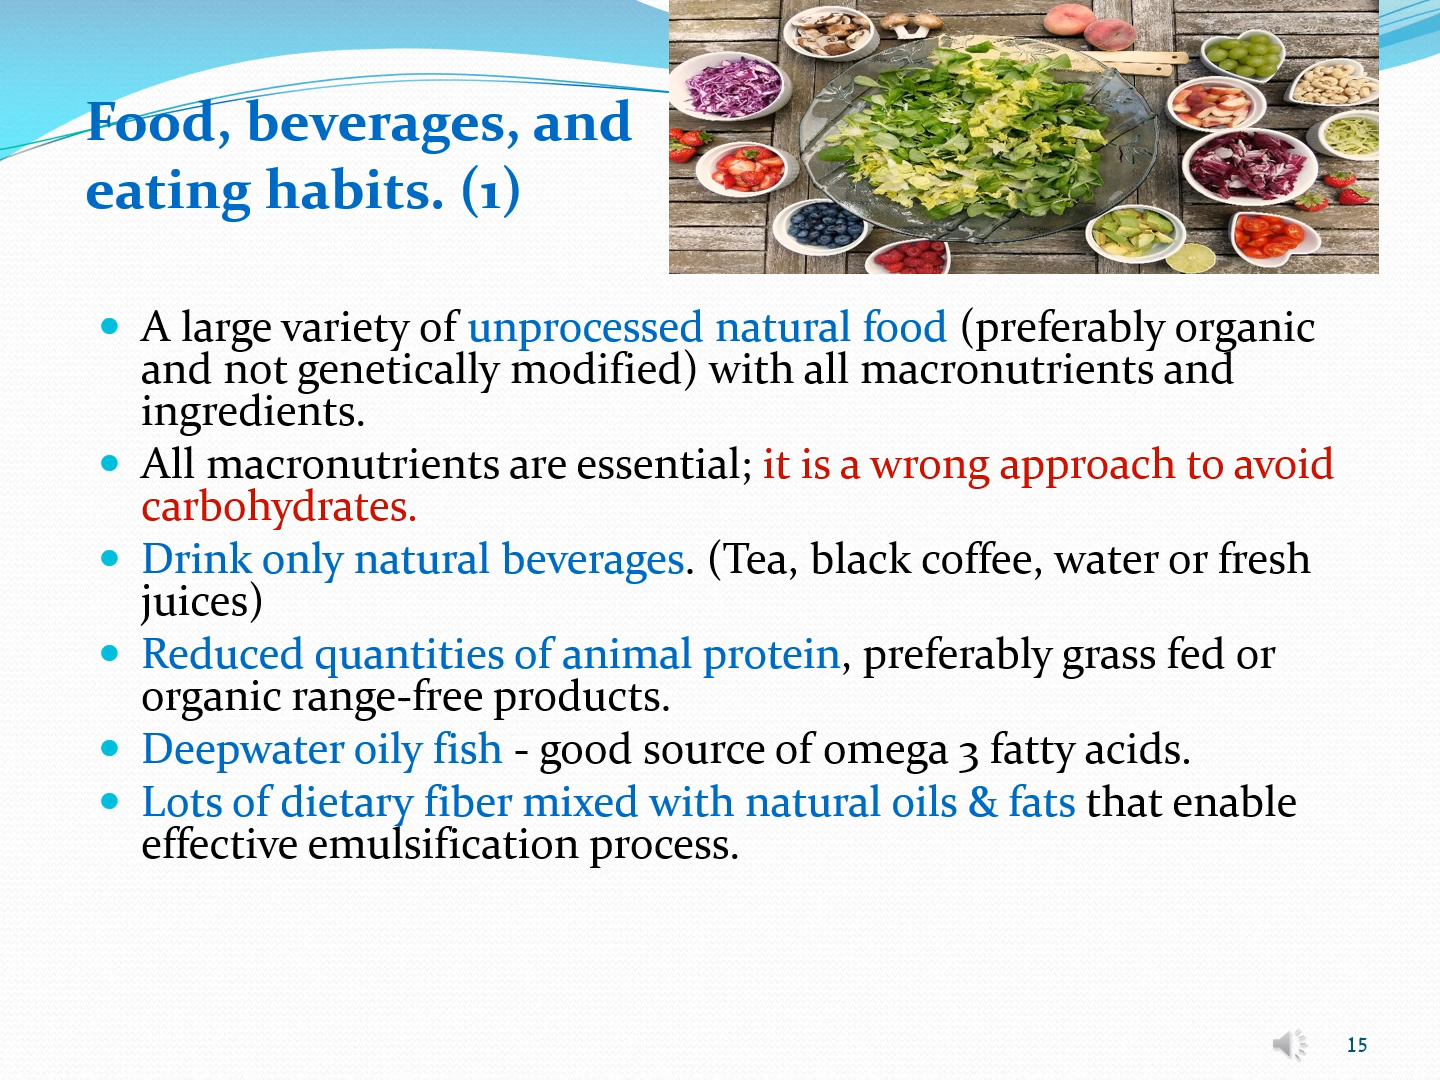 Food, beverages, and
eating habits. (1)
A large variety of unprocessed natural food (preferably organic
and not genetically modified) with all macronutrients and
ingredients.
All macronutrients are essential; it is a wrong approach to avoid
carbohydrates.
Drink only natural beverages. (Tea, black coffee, water or fresh
juices)
Reduced quantities of animal protein, preferably grass fed or
organic range-free products.
Deepwater oily fish - good source of omega 3 fatty acids.
Lots of dietary fiber mixed with natural oils & fats that enable
effective emulsification process.
15